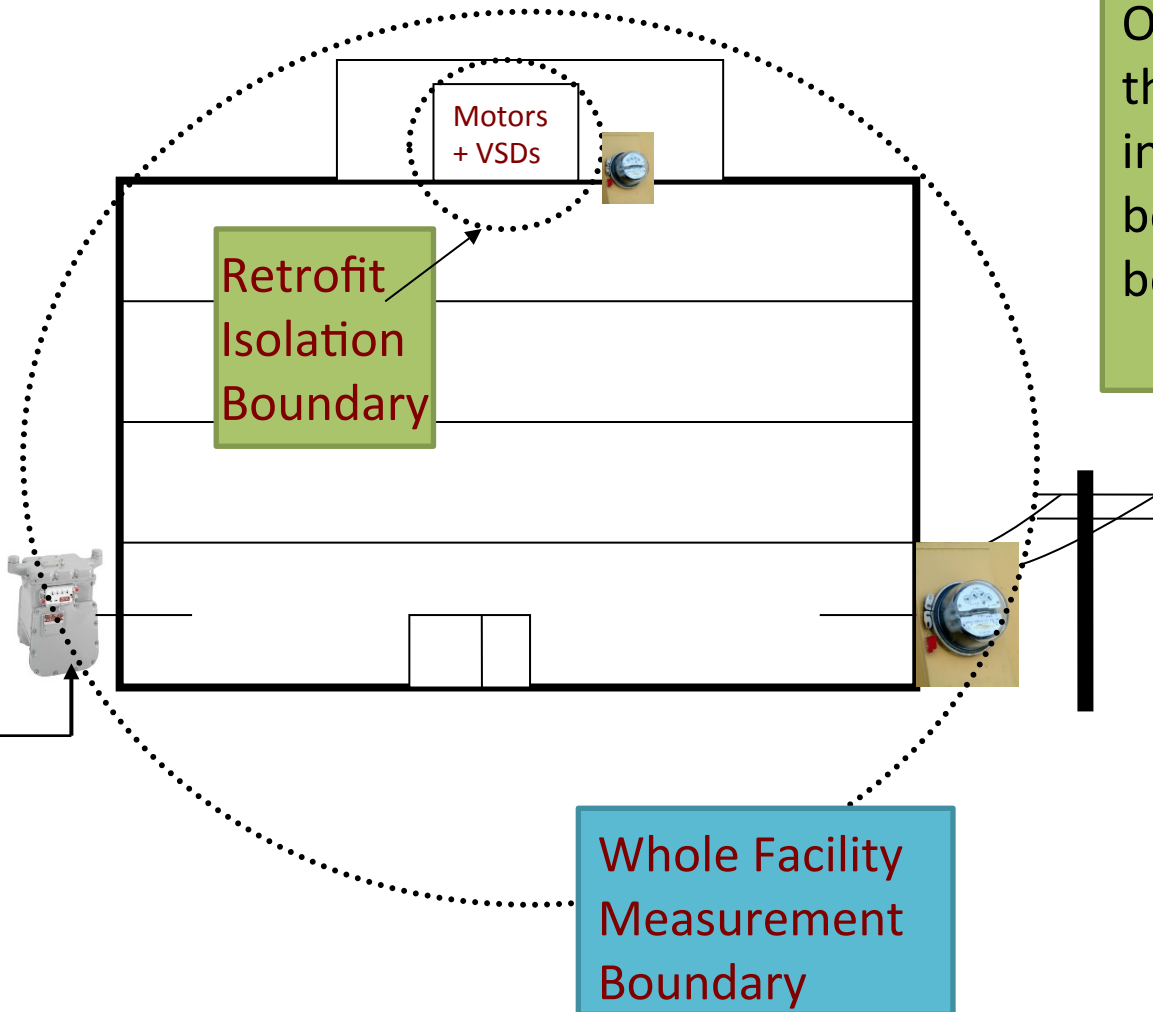 Motors
+ VSDs
Retrofit
Isolation
Boundary
Whole Facility
Measurement
Boundary